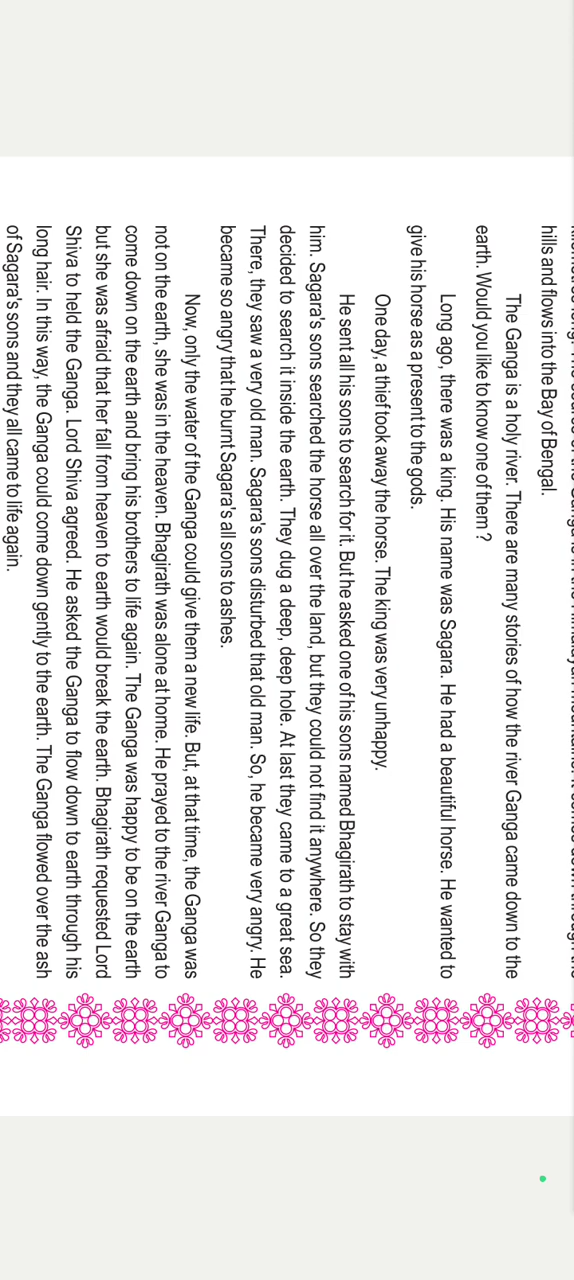 hills and flows into the Bay of Bengal.
The Ganga is a holy river. There are many stories of how the river Ganga came down to the
earth. Would you like to know one of them ?
Long ago, there was a king. His name was Sagara. He had a beautiful horse. He wanted to
give his horse as a present to the gods.
One day, a thief took away the horse. The king was very unhappy.
He sent all his sons to search for it. But he asked one of his sons named Bhagirath to stay with
him. Sagara's sons searched the horse all over the land, but they could not find it anywhere. So they
decided to search it inside the earth. They dug a deep, deep hole. At last they came to a great sea.
There, they saw a very old man. Sagara's sons disturbed that old man. So, he became very angry. He
became so angry that he burnt Sagara's all sons to ashes.
Now, only the water of the Ganga could give them a new life. But, at that time, the Ganga was
not on the earth, she was in the heaven. Bhagirath was alone at home. He prayed to the river Ganga to
come down on the earth and bring his brothers to life again. The Ganga was happy to be on the earth
but she was afraid that her fall from heaven to earth would break the earth. Bhagirath requested Lord
Shiva to held the Ganga. Lord Shiva agreed. He asked the Ganga to flow down to earth through his
long hair. In this way, the Ganga could come down gently to the earth. The Ganga flowed over the ash
of Sagara's sons and they all came to life again.